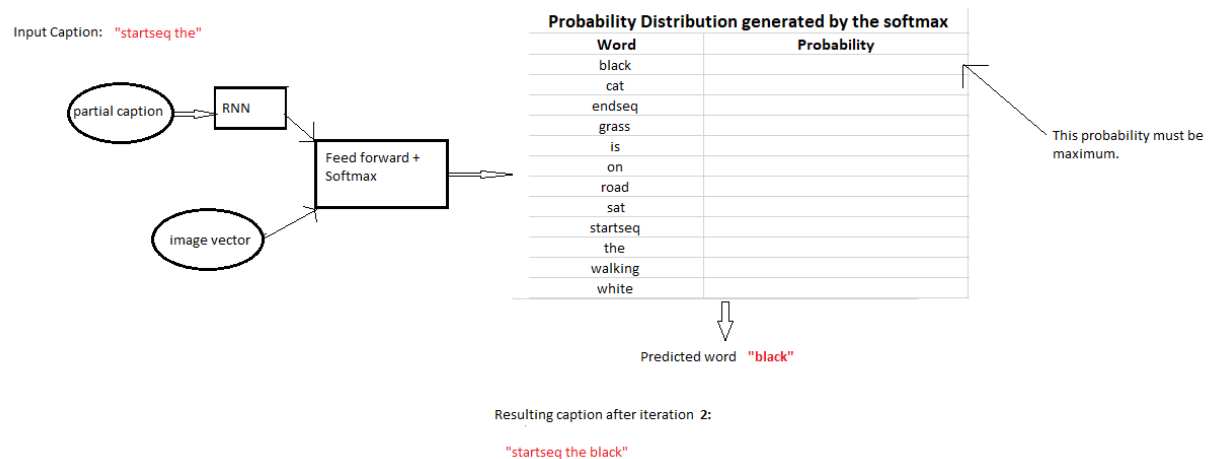 Input Caption: "startseq the"
Probability Distribution generated by the softmax
Word Probability
black
cat
endseq
grass
is
on
road
sat
startseq
the
walking
white
This probability must be
maximum.
partial caption
RNN
Feed forward +
Softmax
image vector
Predicted word "black"
Resulting caption after iteration 2:
"startseq the black"